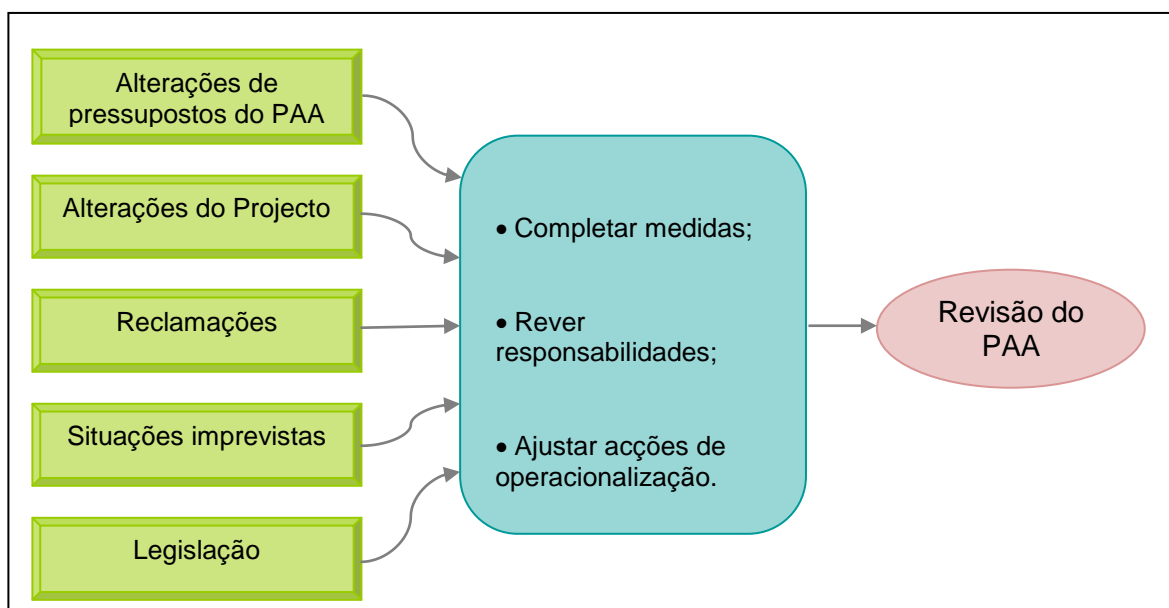 Alterações de
pressupostos do PAA
Alterações do Projecto
Reclamações
Situações imprevistas
Legislação
• Completar medidas;
• Rever
responsabilidades;
• Ajustar acções de
operacionalização.
Revisão do
PAA